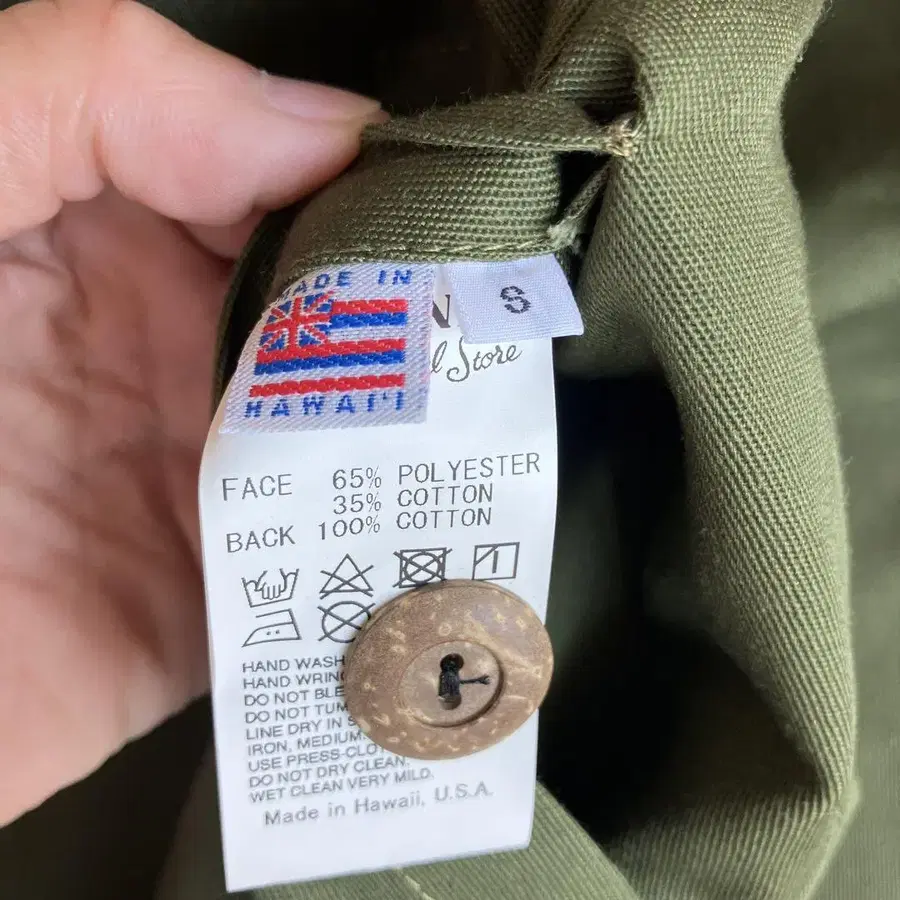 MADE IN
HAWAI'I
S
Store
FACE 65% POLYESTER
35% COTTON
BACK 100% COTTON
HAND WASH
HAND WRING
DO NOT
DO NOT
LINE DRY IN
IRON, MEDIUM.
USE PRESS-CLOT
DO NOT DRY CLEAN.
WET CLEAN VERY MILD.
Made in Hawaii, U.S.A.